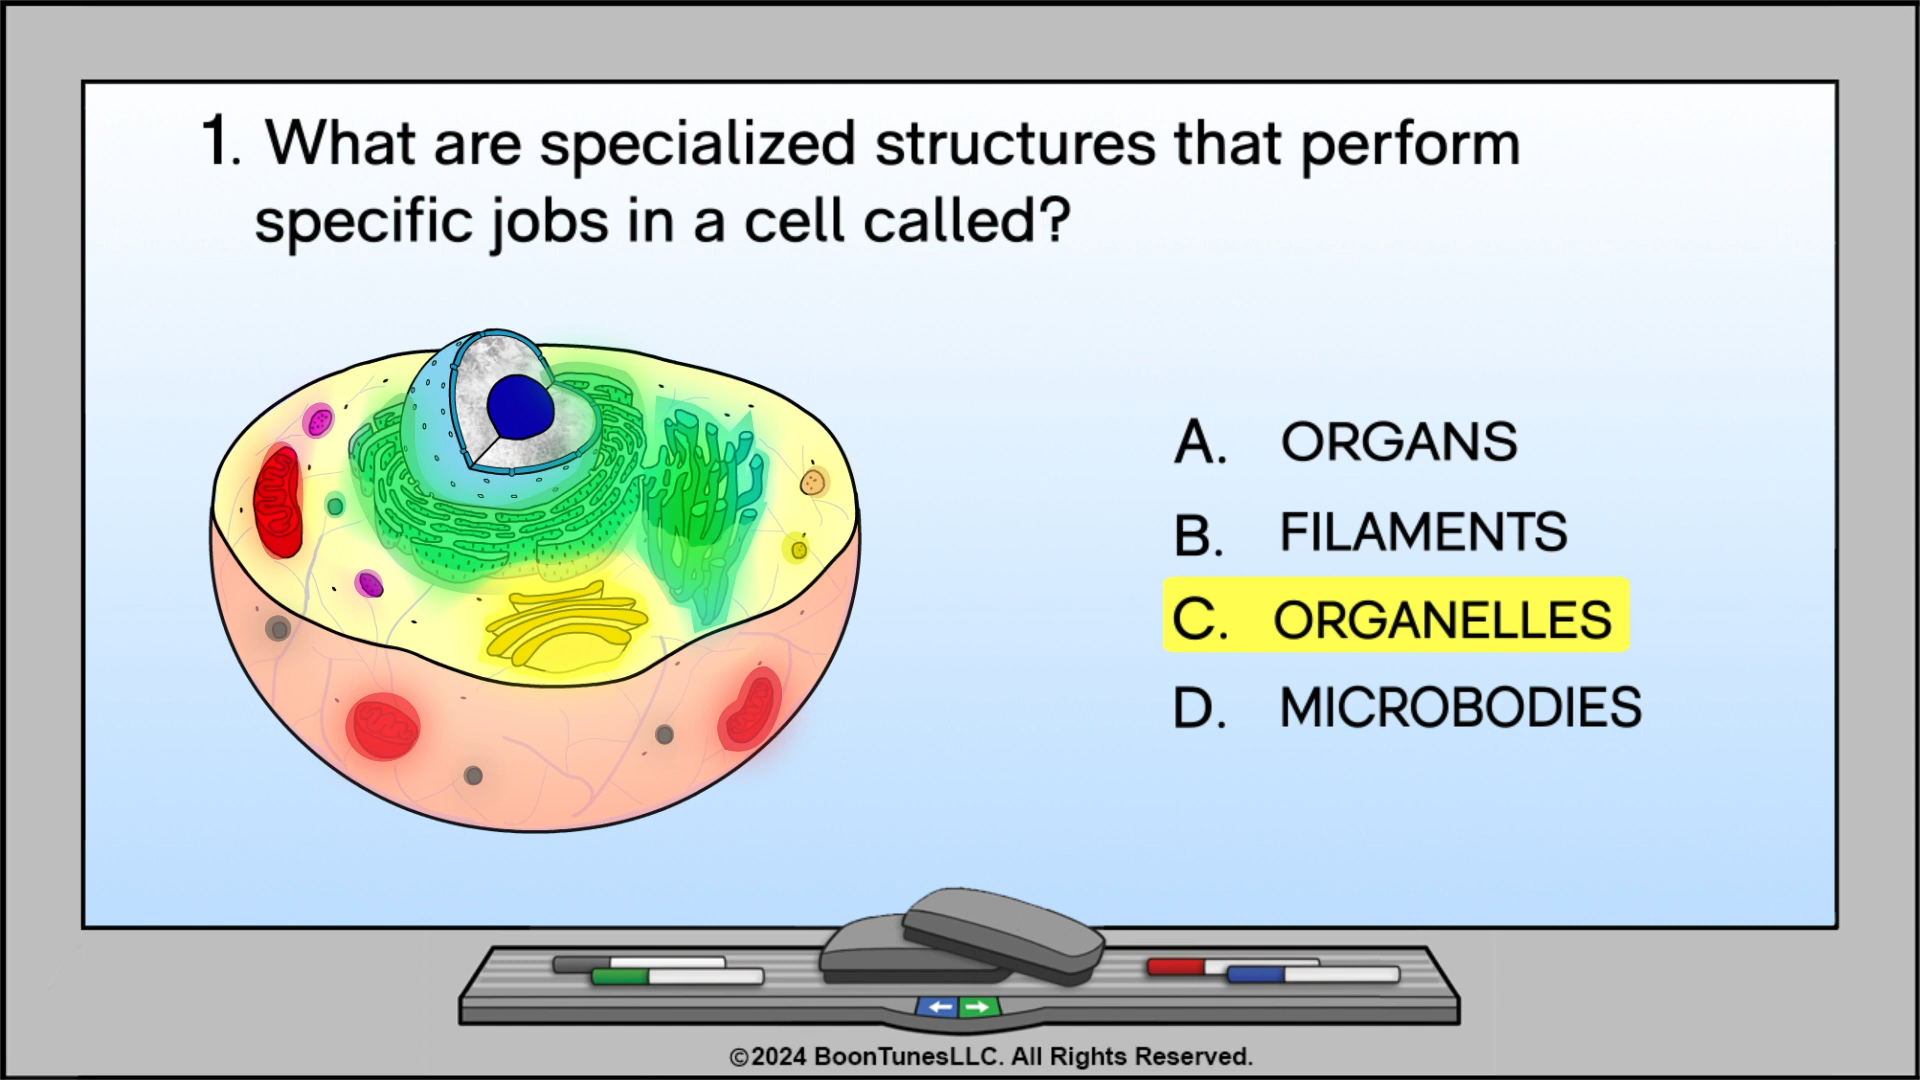 1. What are specialized structures that perform
specific jobs in a cell called?
A. ORGANS
B. FILAMENTS
C. ORGANELLES
D. MICROBODIES
©2024 BoonTunesLLC. All Rights Reserved.